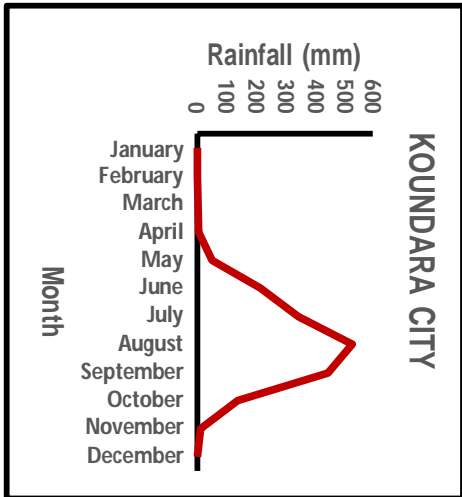 KOUNDARA CITY
Rainfall (mm)
0
100
200
300
400
500
600
January
February
March
April
May
June
July
August
September
October
November
December
Month